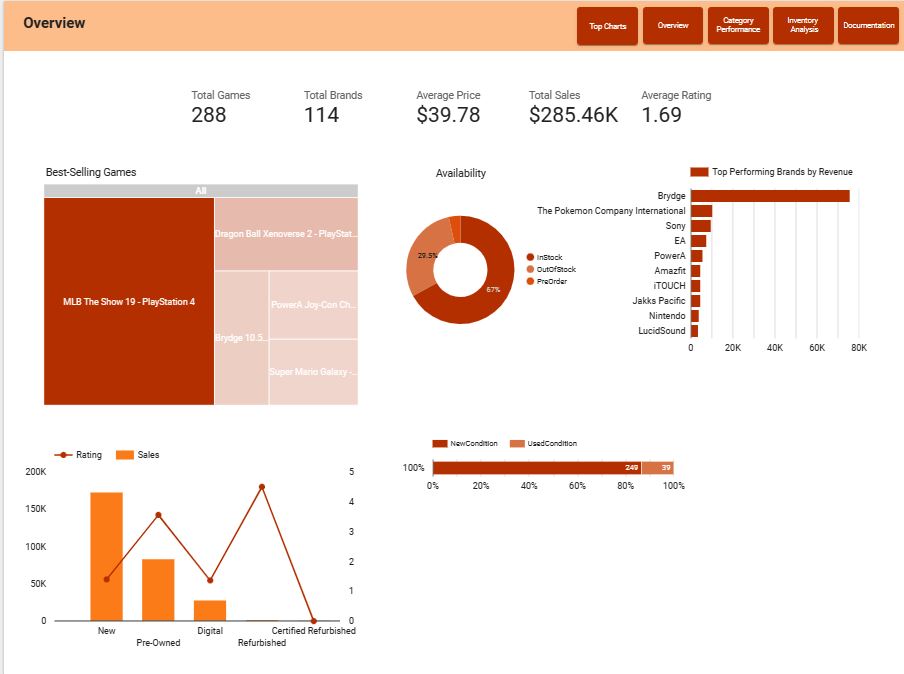 Overview
Top Charts
Overview
Category
Performance
Inventory
Analysis
Documentation
Total Games
288
Total Brands
114
Average Price
$39.78
Total Sales
$285.46K
Average Rating
1.69
Best-Selling Games
All
MLB The Show 19 - PlayStation 4
Dragon Ball Xenoverse 2 - PlayStat...
Brydge 10.5...
PowerA Joy-Con Ch...
Super Mario Galaxy -...
Availability
29.5%
67%
InStock
OutOfStock
PreOrder
Top Performing Brands by Revenue
Brydge
The Pokemon Company International
Sony
EA
PowerA
Amazfit
iTOUCH
Jakks Pacific
Nintendo
LucidSound
0 20K 40K 60K 80K
Rating Sales
200K
150K
100K
50K
0
5
4
3
2
1
0
New
Pre-Owned
Digital
Refurbished
Certified Refurbished
NewCondition UsedCondition
100%
249
39
0% 20% 40% 60% 80% 100%